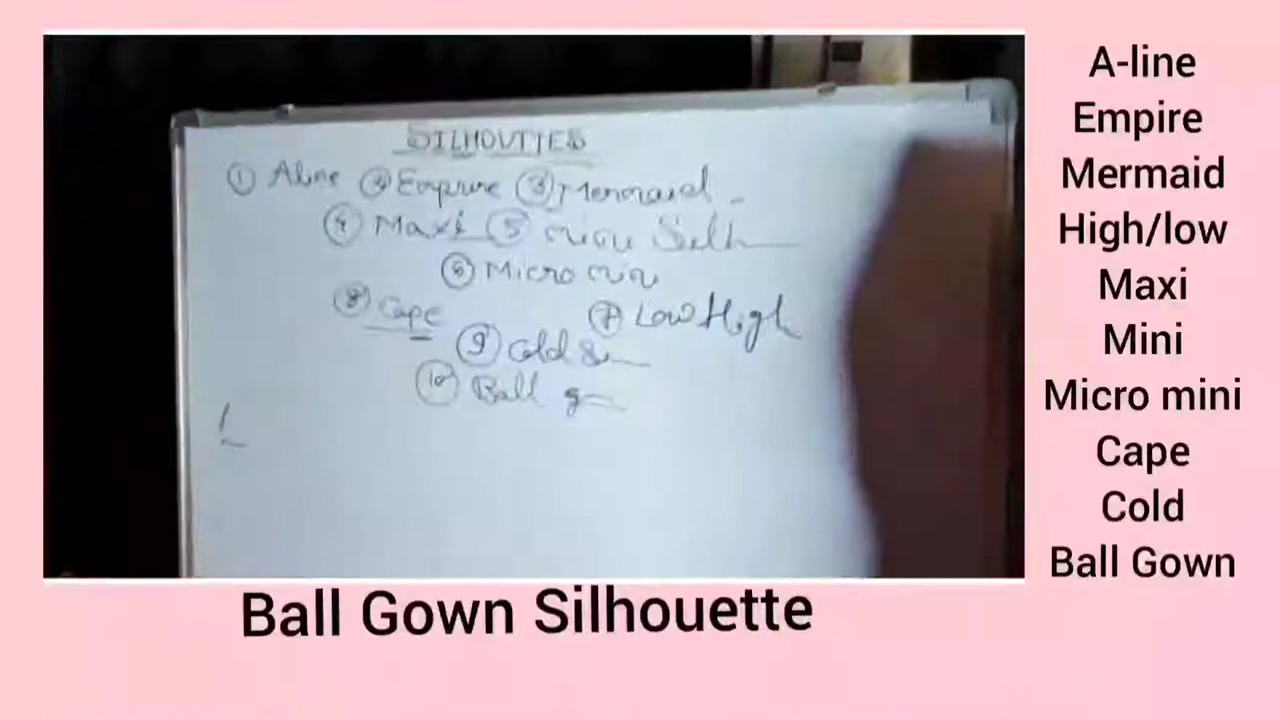 SILHOUTTES
① Aline ② Empire ③ Mermaid
④ Maxi ⑤
⑥ Micro mini
⑧ Cape ⑦ Low High
⑨ Cold
⑩ Ball
Ball Gown Silhouette
A-line
Empire
Mermaid
High/low
Maxi
Mini
Micro mini
Cape
Cold
Ball Gown